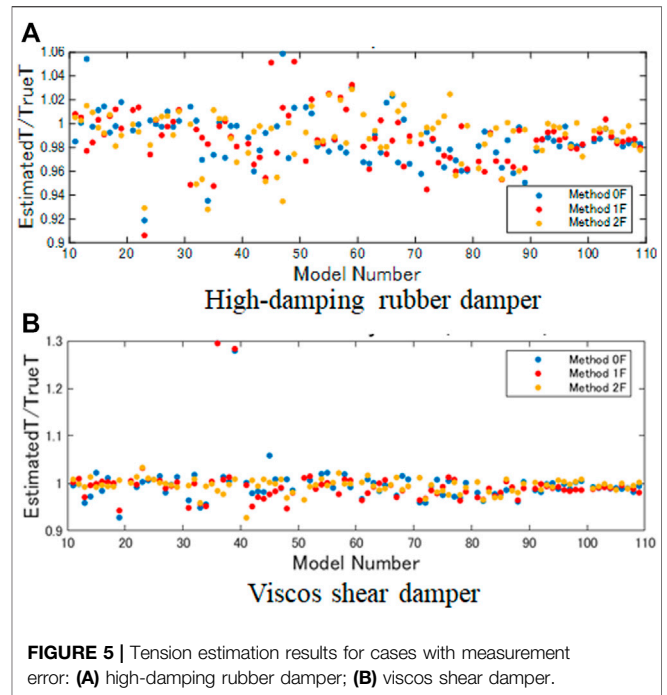 A
1.06
1.04
1.02
1
0.98
0.96
0.94
0.92
0.9
EstimatedT/TrueT
Method 0F
Method 1F
Method 2F
10 20 30 40 50 60 70 80 90 100 110
Model Number
High-damping rubber damper
B
1.3
1.2
1.1
1
0.9
EstimatedT/TrueT
Method 0F
Method 1F
Method 2F
10 20 30 40 50 60 70 80 90 100 110
Model Number
Viscos shear damper
FIGURE 5 | Tension estimation results for cases with measurement
error: (A) high-damping rubber damper; (B) viscos shear damper.